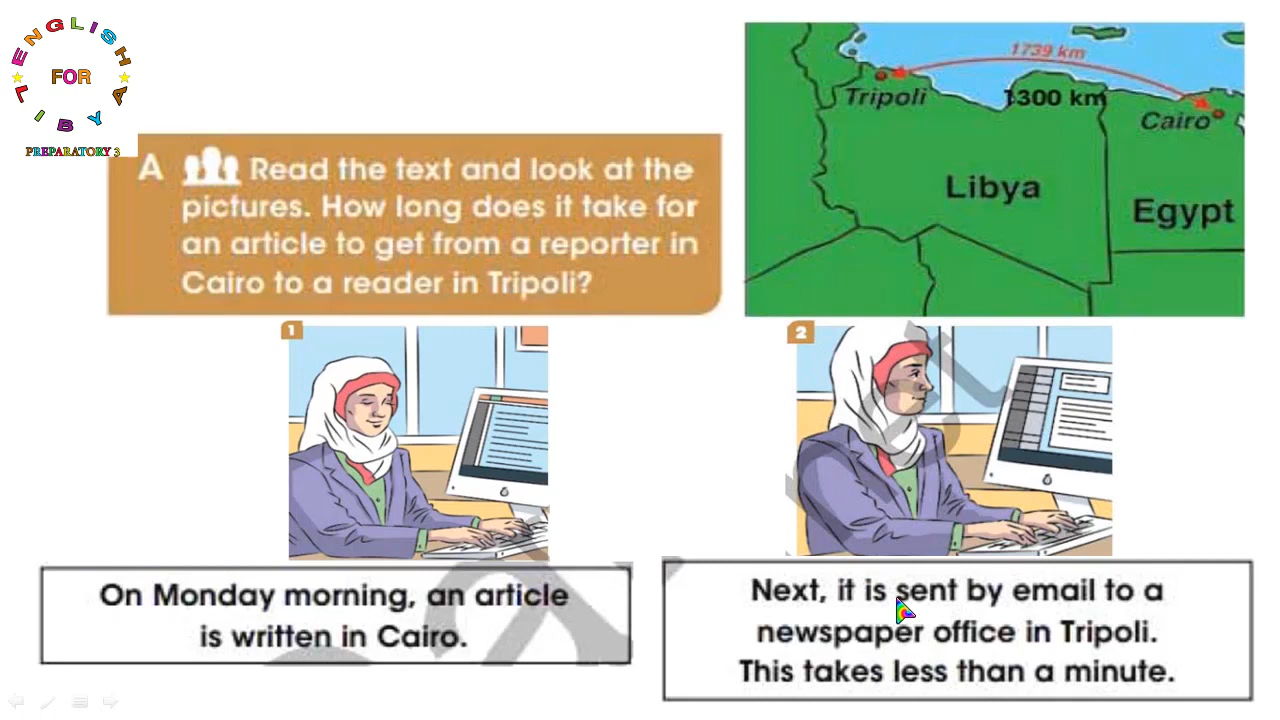 ENGLISH
FOR
LIBYA
PREPARATORY 3
1739 km
Tripoli
1300 km
Cairo
Libya
Egypt
A Read the text and look at the
pictures. How long does it take for
an article to get from a reporter in
Cairo to a reader in Tripoli?
1
2
On Monday morning, an article
is written in Cairo.
Next, it is sent by email to a
newspaper office in Tripoli.
This takes less than a minute.